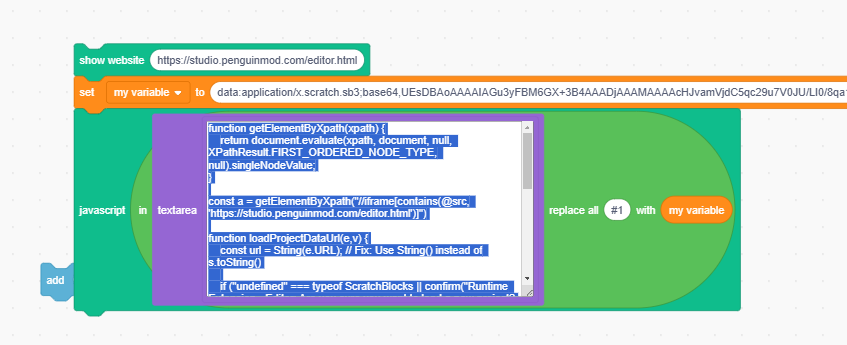 show website https://studio.penguinmod.com/editor.html
set my variable to data:application/x.scratch.sb3;base64,UEsDBAoAAAAIAGu3yFBM6GX+3B4AAADjAAAMAAAAcHJvamVjdC5qc29u7V0JU/LI0/8qa
function getElementByXpath(xpath) {
return document.evaluate(xpath, document, null,
XPathResult.FIRST_ORDERED_NODE_TYPE,
null).singleNodeValue;
}
const a = getElementByXpath("//iframe[contains(@src,
'https://studio.penguinmod.com/editor.html')]")
javascript in textarea replace all #1 with my variable
function loadProjectDataUrl(e,v) {
const url = String(e.URL); // Fix: Use String() instead of
s.toString()
add
if ("undefined" === typeof ScratchBlocks || confirm("Runtime